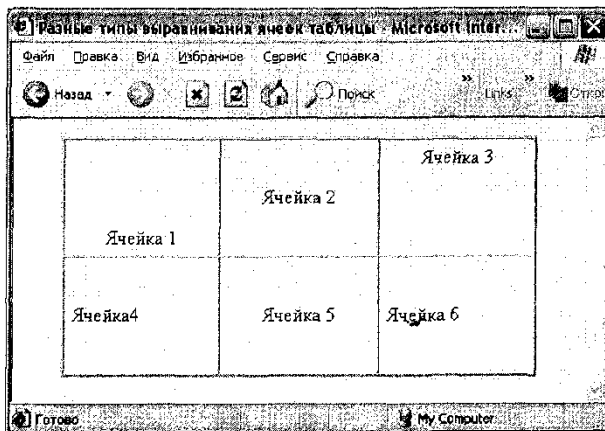 Разные типы выравнивания ячеек таблицы - Microsoft Inter...
Файл Правка Вид Избранное Сервис Справка
Назад Поиск » Links »
Ячейка 1 Ячейка 2 Ячейка 3
Ячейка4 Ячейка 5 Ячейка 6
Готово My Computer